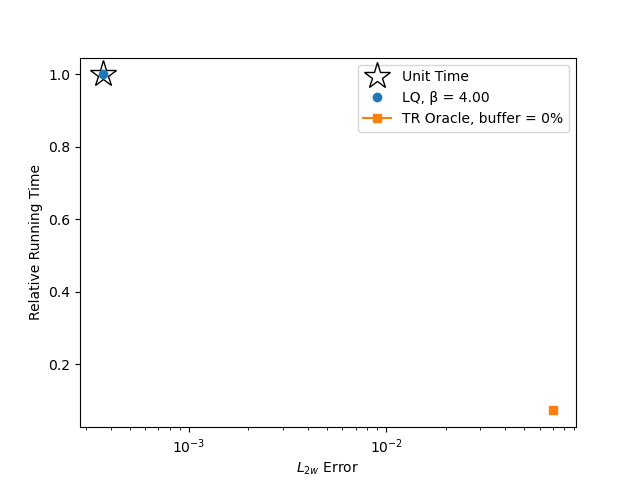 1.0
0.8
0.6
0.4
0.2
Relative Running Time
Unit Time
LQ, β = 4.00
TR Oracle, buffer = 0%
10⁻³
10⁻²
L₂w Error